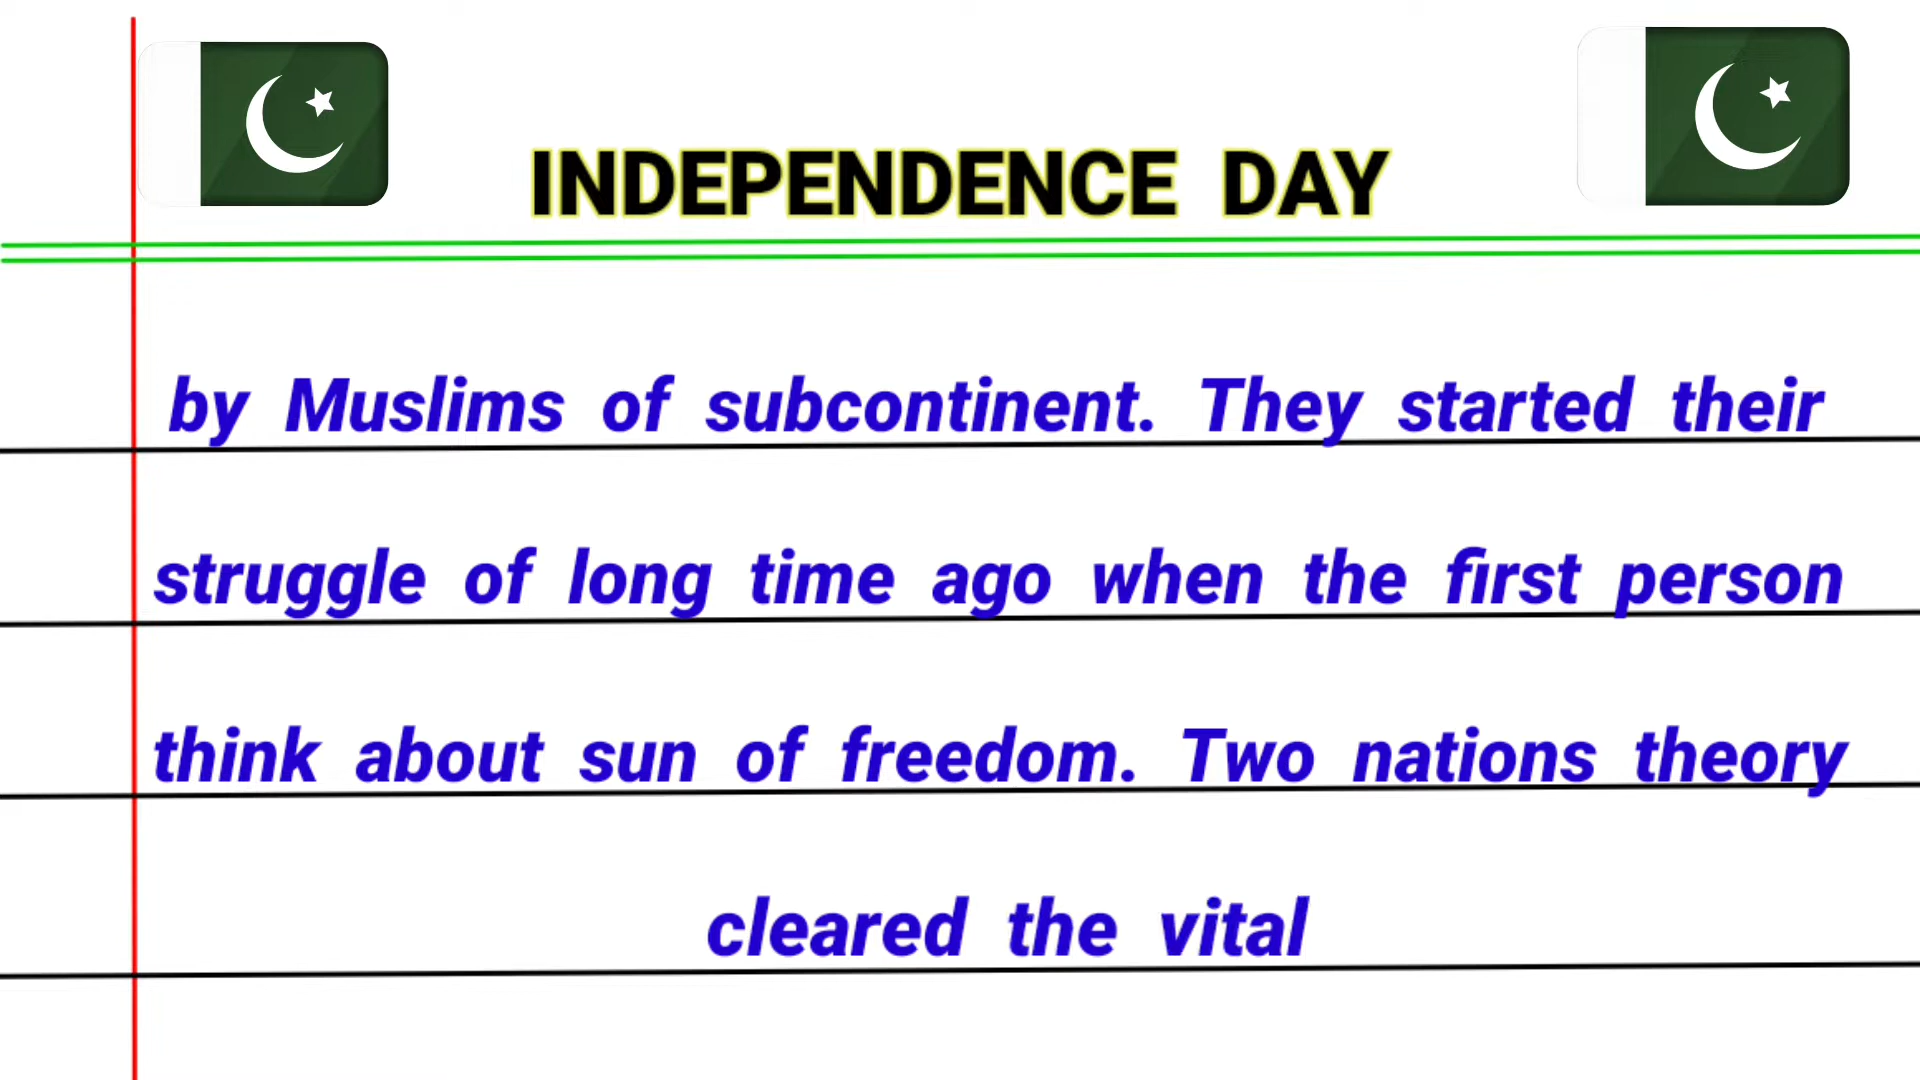 INDEPENDENCE DAY
by Muslims of subcontinent. They started their
struggle of long time ago when the first person
think about sun of freedom. Two nations theory
cleared the vital